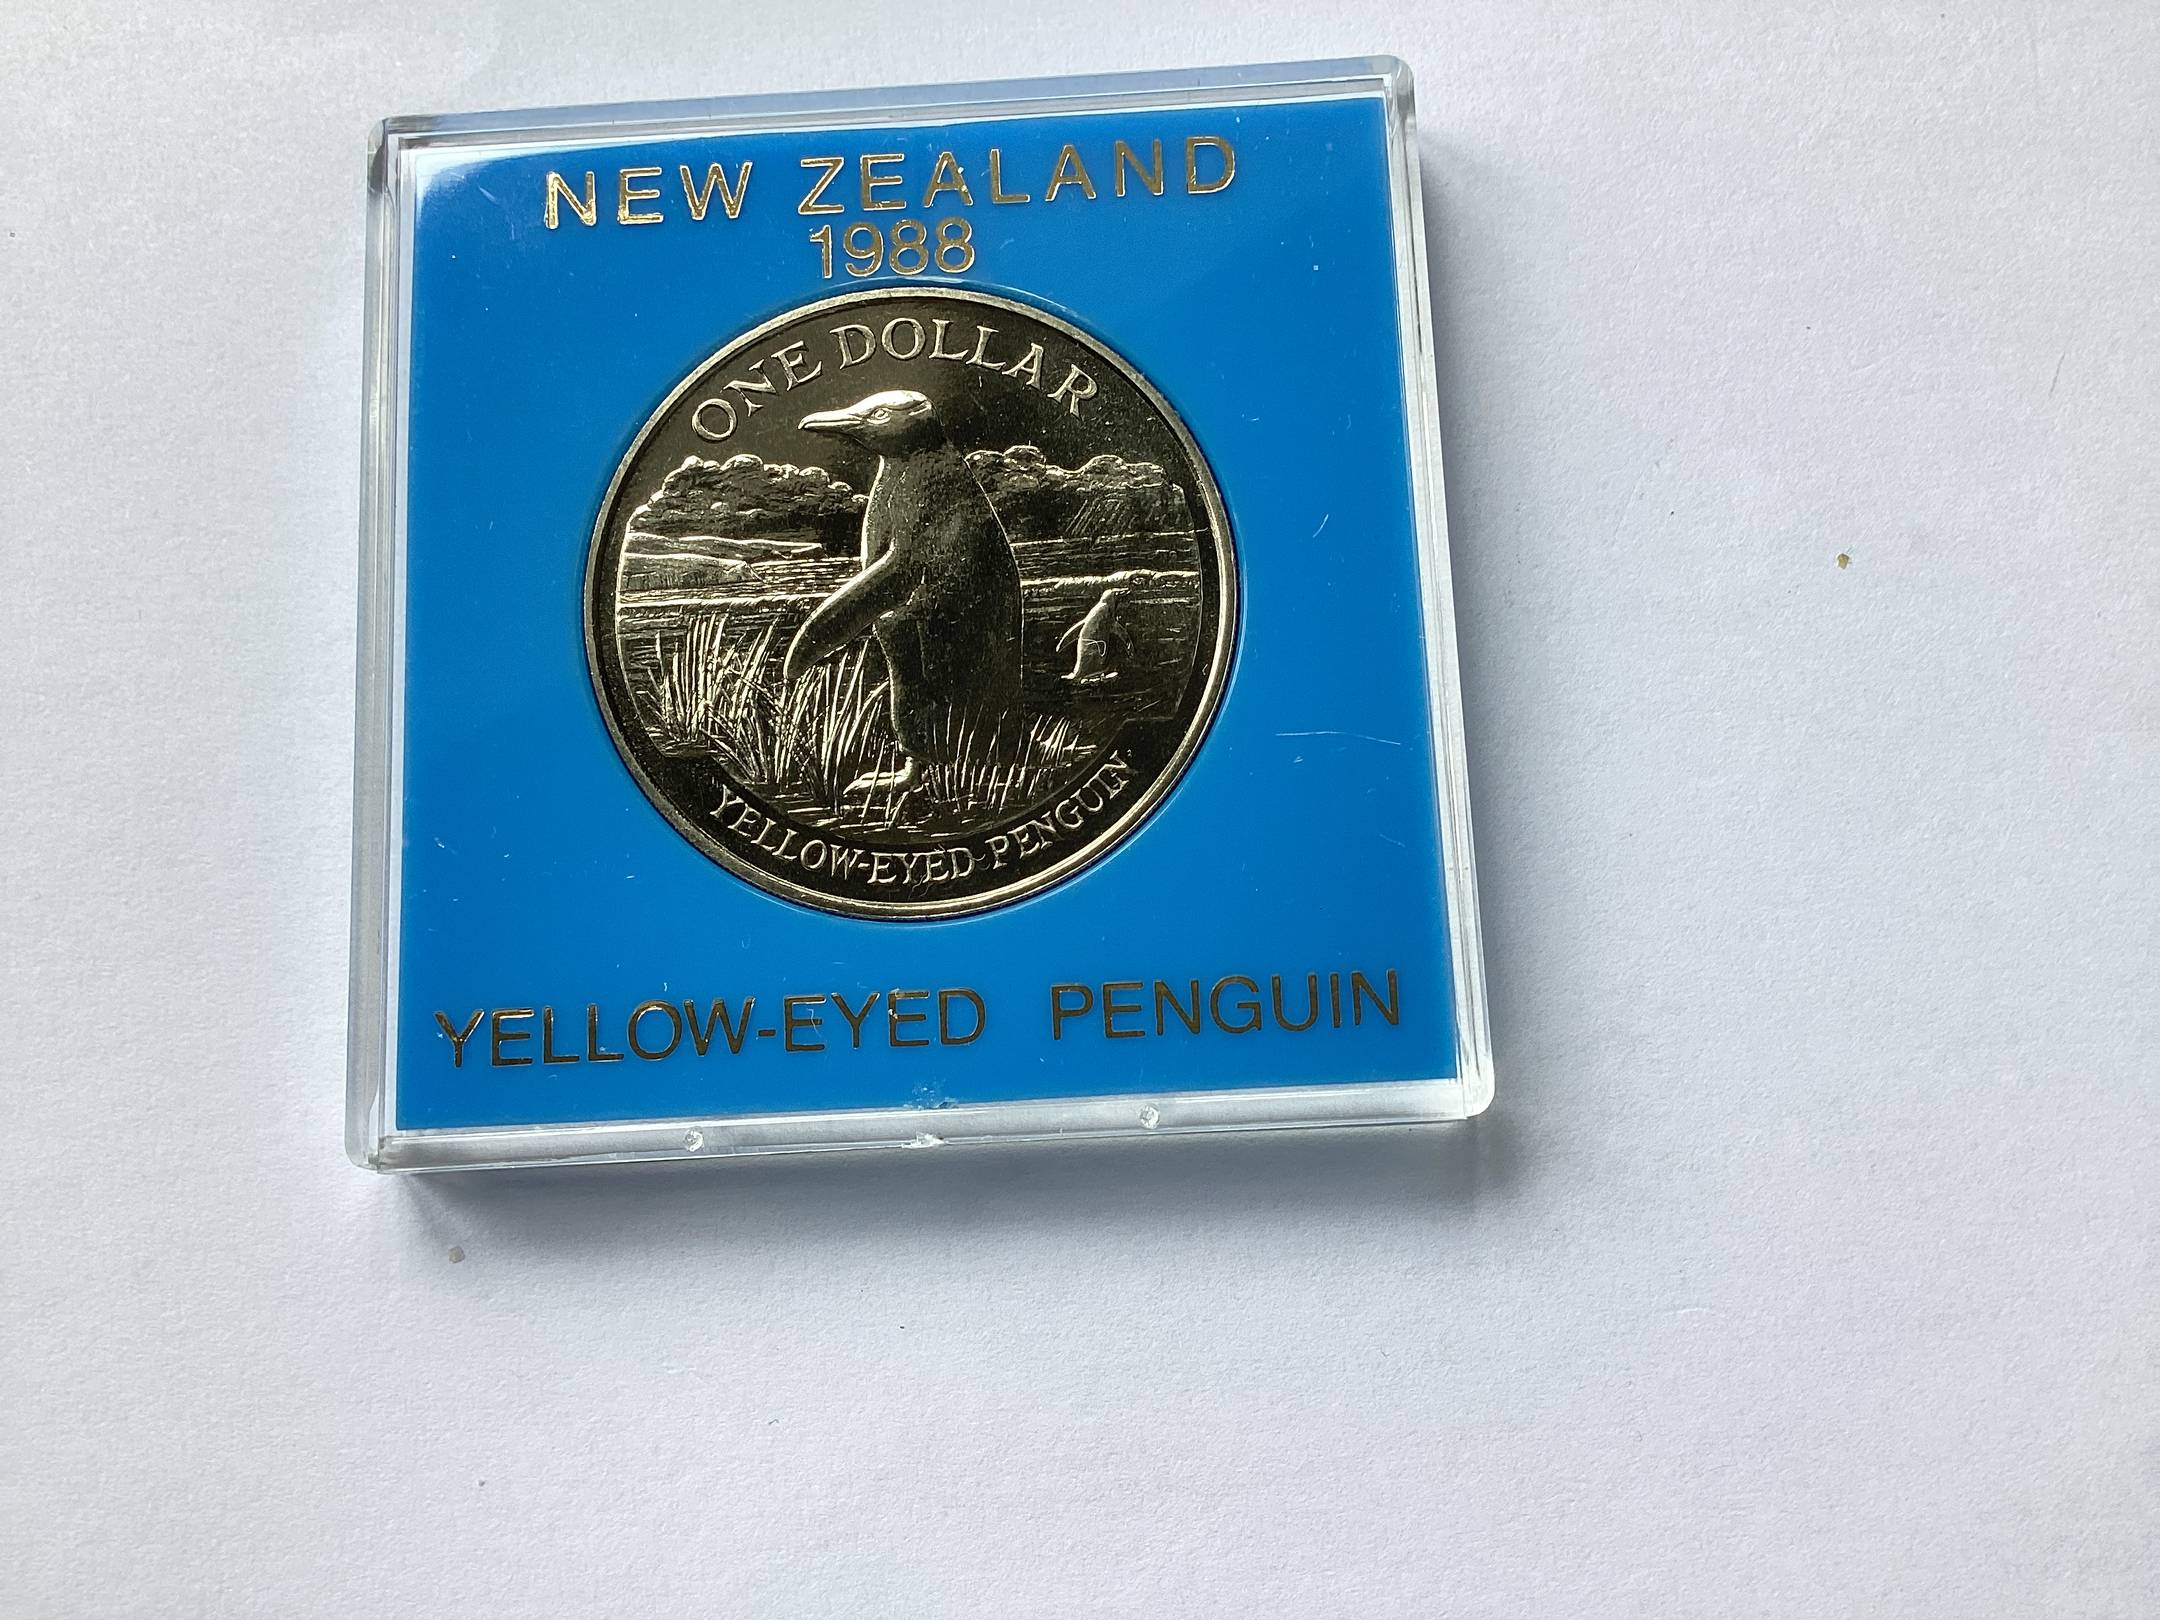 NEW ZEALAND
1988
ONE DOLLAR
YELLOW-EYED PENGUIN
YELLOW-EYED PENGUIN